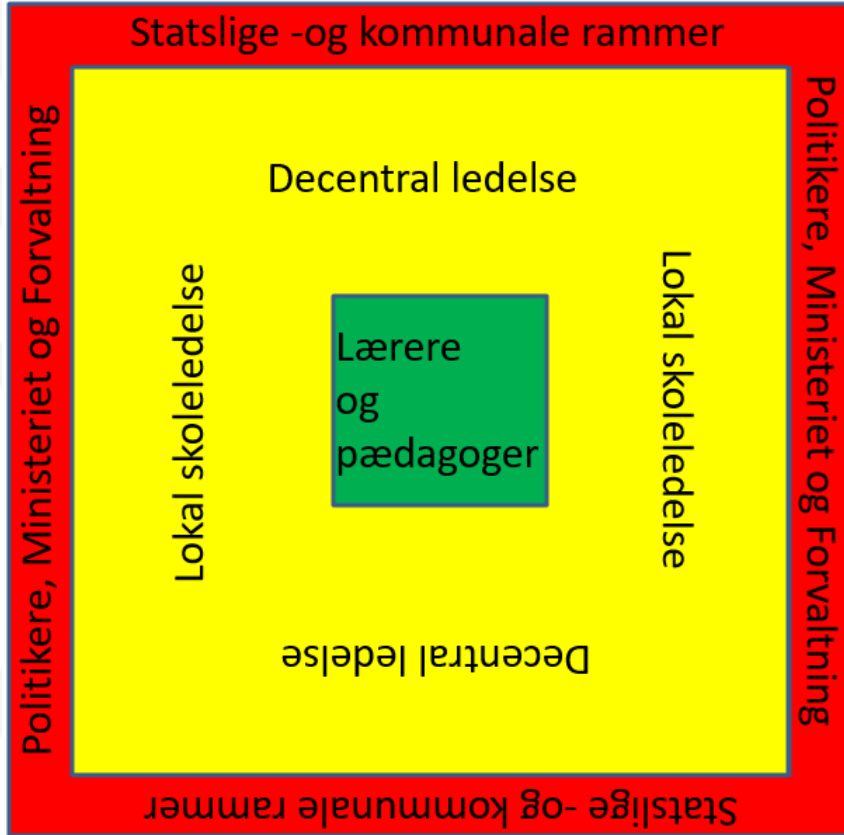 Statslige -og kommunale rammer
Politikere, Ministeriet og Forvaltning
Politikere, Ministeriet og Forvaltning
Decentral ledelse
Lokal skoleledelse
Lokal skoleledelse
Lærere
og
pædagoger
Decentral ledelse
Statslige -og kommunale rammer